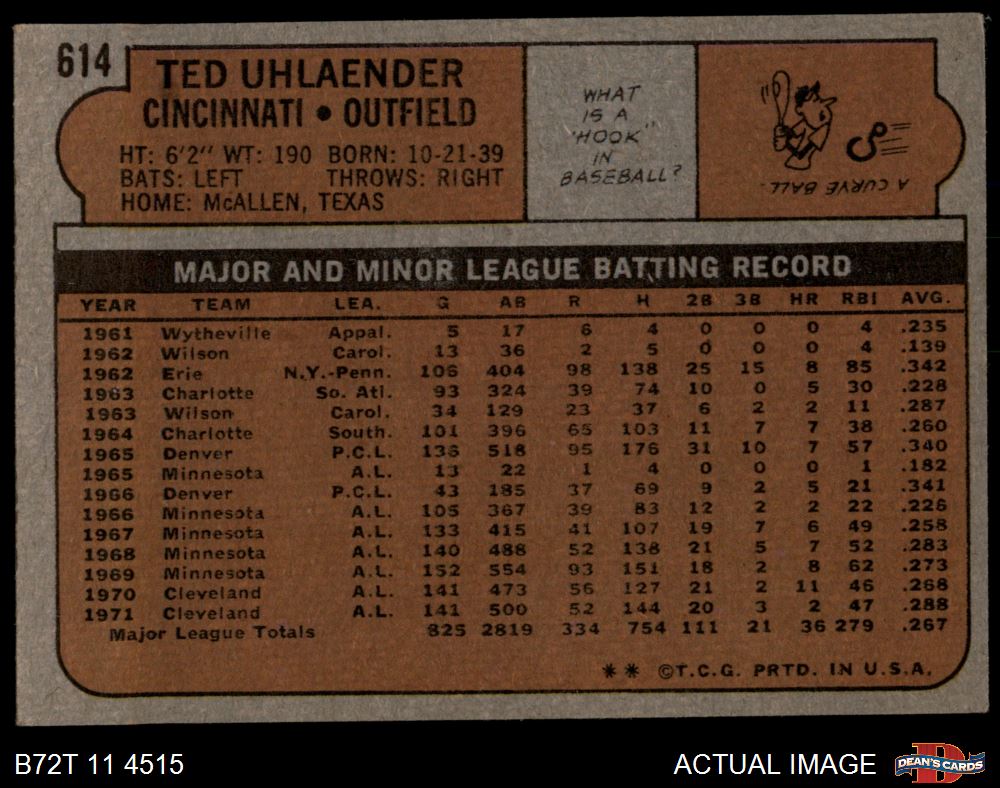 614
TED UHLAENDER
CINCINNATI • OUTFIELD
HT: 6'2" WT: 190 BORN: 10-21-39
BATS: LEFT THROWS: RIGHT
HOME: McALLEN, TEXAS
WHAT
IS A
"HOOK"
IN
BASEBALL?
A CURVE BALL.
MAJOR AND MINOR LEAGUE BATTING RECORD
YEAR TEAM LEA. G AB R H 2B 3B HR RBI AVG.
1961 Wytheville Appal. 5 17 6 4 0 0 0 4 .235
1962 Wilson Carol. 13 36 2 5 0 0 0 4 .139
1962 Erie N.Y.-Penn. 106 404 98 138 25 15 8 85 .342
1963 Charlotte So. Atl. 93 324 39 74 10 0 5 30 .228
1963 Wilson Carol. 34 129 23 37 6 2 2 11 .287
1964 Charlotte South. 101 396 65 103 11 7 7 38 .260
1965 Denver P.C.L. 136 518 95 176 31 10 7 57 .340
1965 Minnesota A.L. 13 22 1 4 0 0 0 1 .182
1966 Denver P.C.L. 43 185 37 69 9 2 5 21 .341
1966 Minnesota A.L. 105 367 39 83 12 2 2 22 .226
1967 Minnesota A.L. 133 415 41 107 19 7 6 49 .258
1968 Minnesota A.L. 140 488 52 138 21 5 7 52 .283
1969 Minnesota A.L. 152 554 93 151 18 2 8 62 .273
1970 Cleveland A.L. 141 473 56 127 21 2 11 46 .268
1971 Cleveland A.L. 141 500 52 144 20 3 2 47 .288
Major League Totals 825 2819 334 754 111 21 36 279 .267
** ©T.C.G. PRTD. IN U.S.A.
B72T 11 4515
ACTUAL IMAGE
DEAN'S CARDS